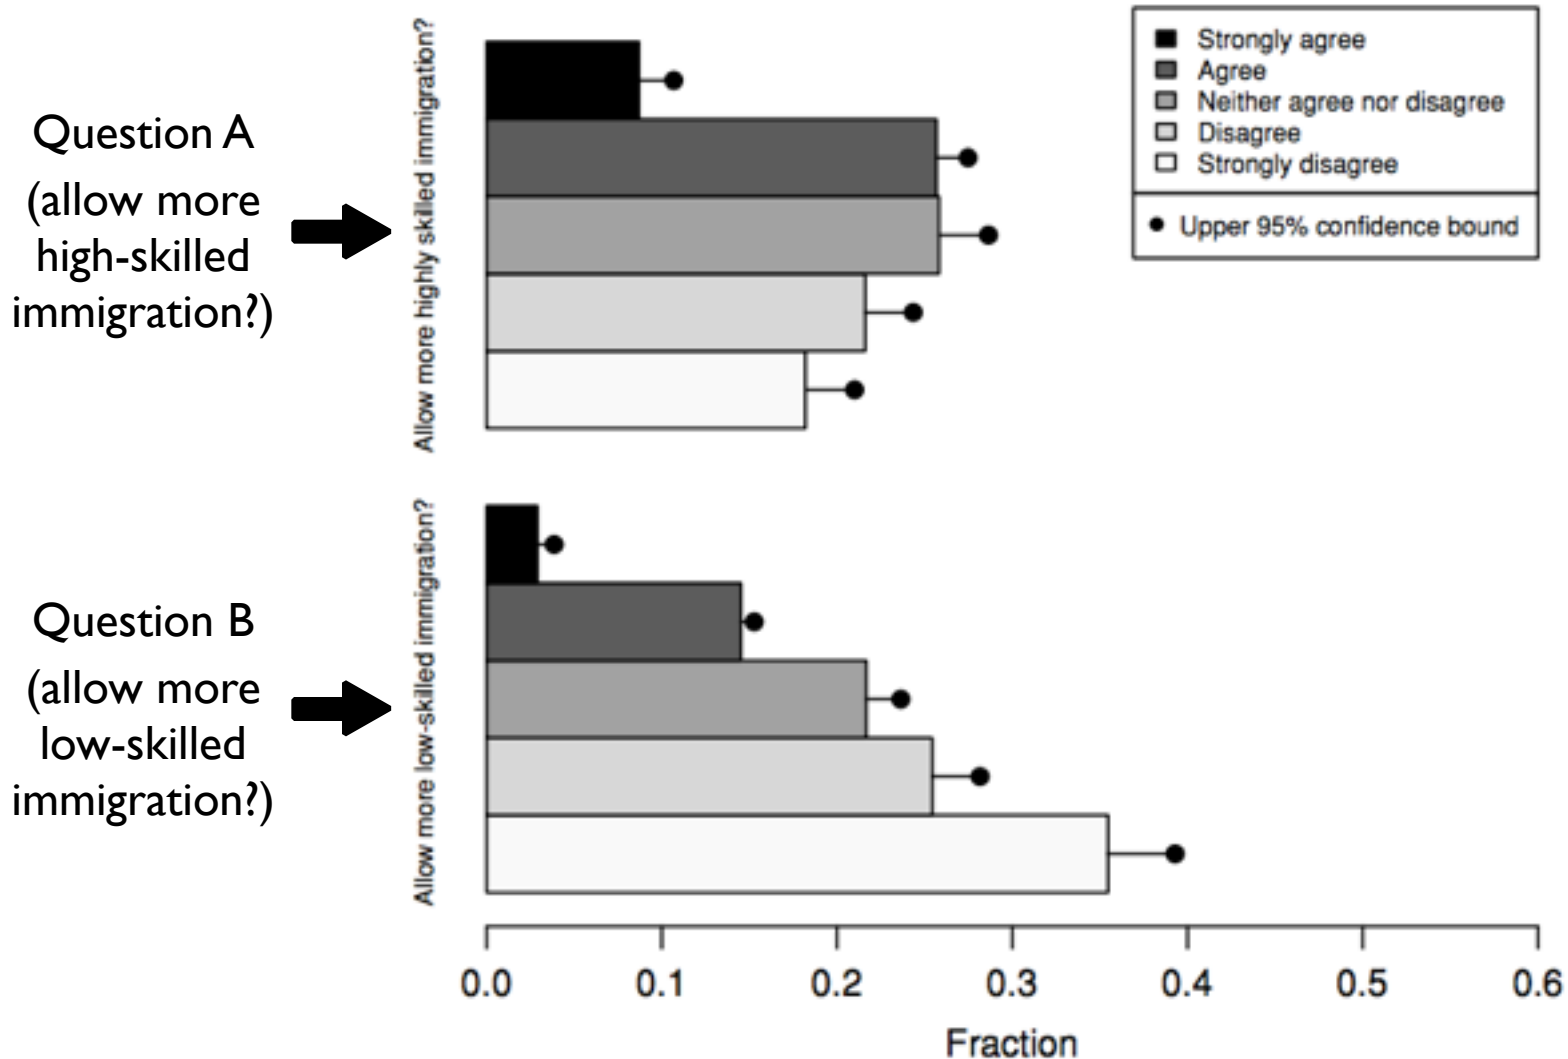 Question A
(allow more
high-skilled
immigration?)
Allow more highly skilled immigration?
Strongly agree
Agree
Neither agree nor disagree
Disagree
Strongly disagree
Upper 95% confidence bound
Question B
(allow more
low-skilled
immigration?)
Allow more low-skilled immigration?
0.0 0.1 0.2 0.3 0.4 0.5 0.6
Fraction